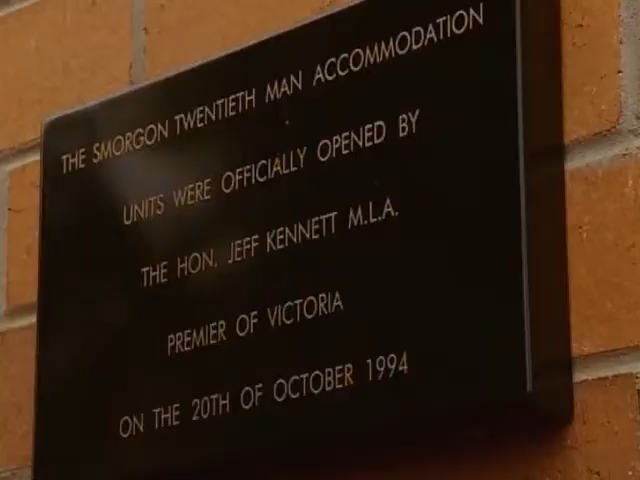 THE SMORGON TWENTIETH MAN ACCOMMODATION
UNITS WERE OFFICIALLY OPENED BY
THE HON. JEFF KENNETT M.L.A.
PREMIER OF VICTORIA
ON THE 20TH OF OCTOBER 1994